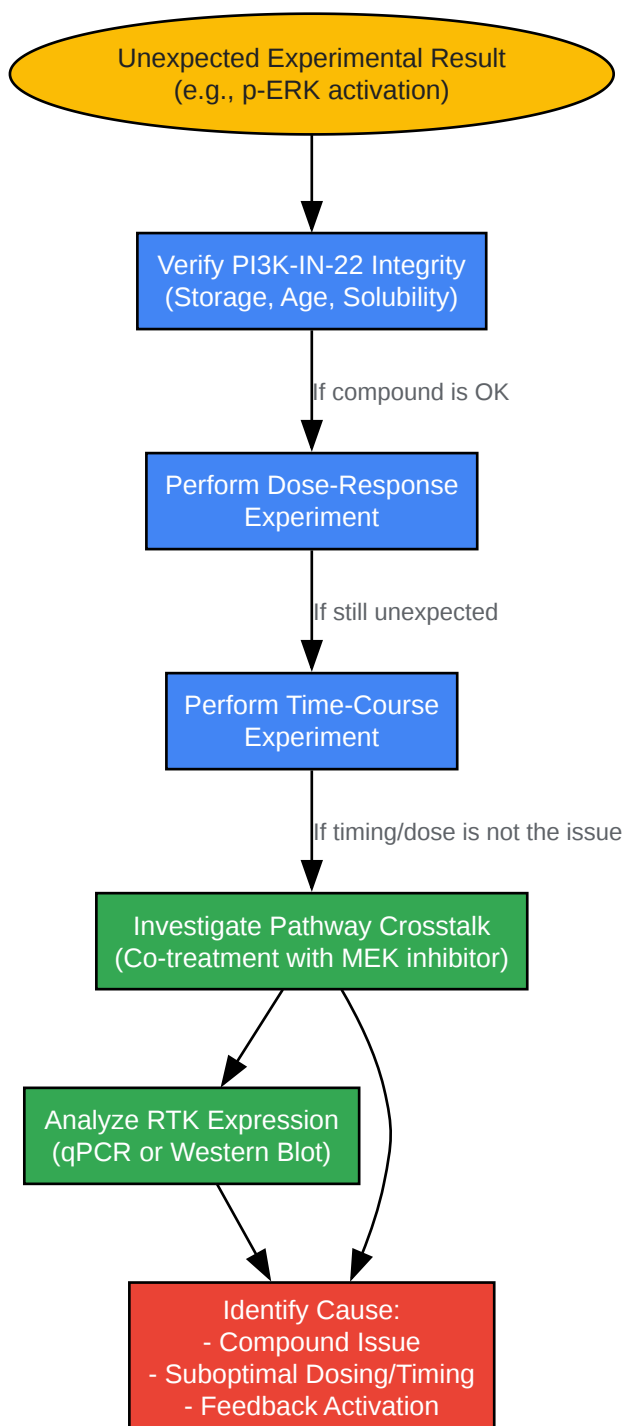 Unexpected Experimental Result
(e.g., p-ERK activation)
Verify PI3K-IN-22 Integrity
(Storage, Age, Solubility)
If compound is OK
Perform Dose-Response
Experiment
If still unexpected
Perform Time-Course
Experiment
If timing/dose is not the issue
Investigate Pathway Crosstalk
(Co-treatment with MEK inhibitor)
Analyze RTK Expression
(qPCR or Western Blot)
Identify Cause:
- Compound Issue
- Suboptimal Dosing/Timing
- Feedback Activation